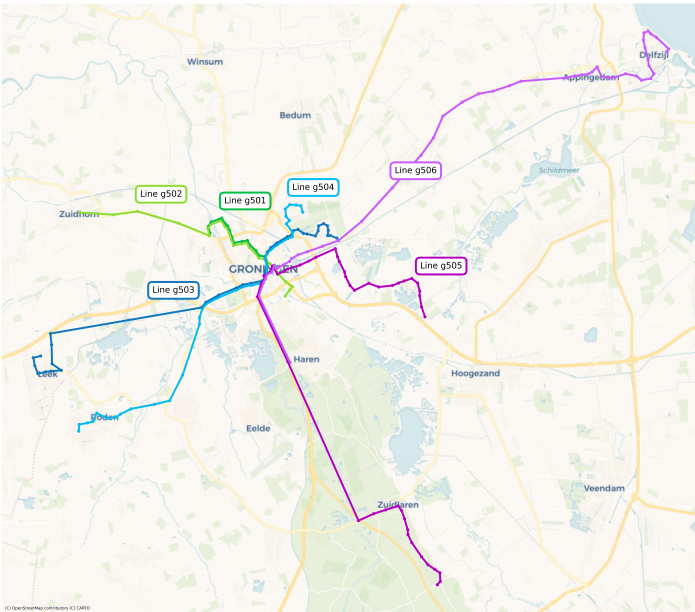 Delfzijl
Winsum
Appingedam
Bedum
Schildmeer
Line g506
Line g504
Line g502
Line g501
Zuidhorn
GRONINGEN
Line g505
Line g503
Haren
Leek
Hoogezand
Roden
Eelde
Veendam
Zuidlaren
(C) OpenStreetMap contributors (C) CARTO